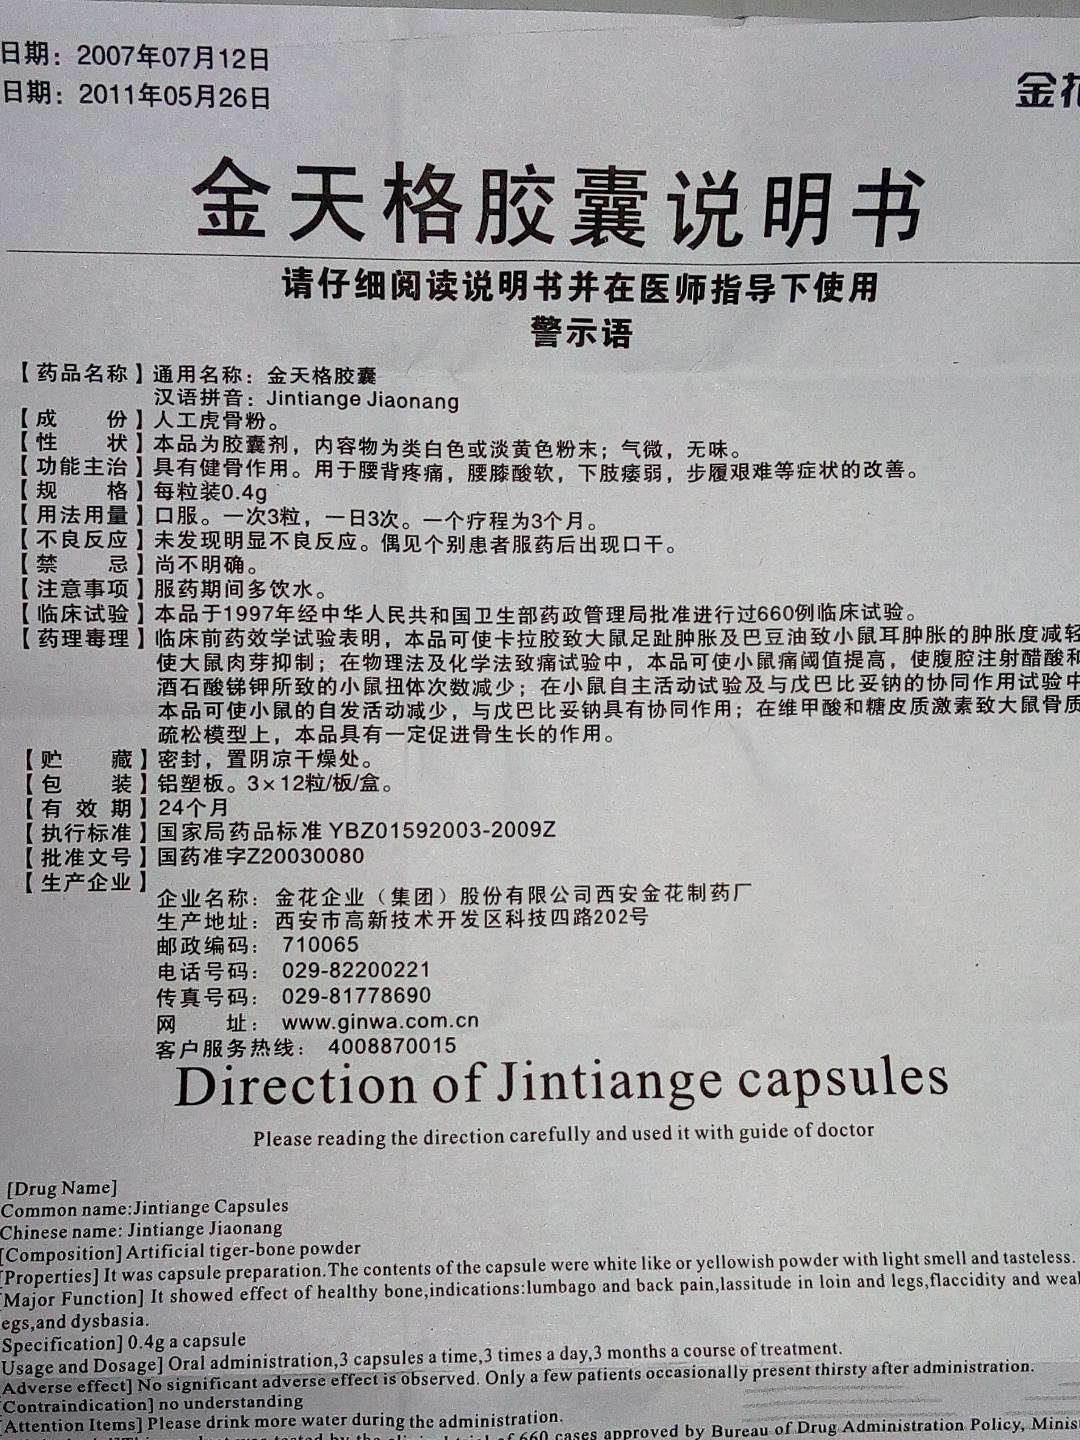 日期：2007年07月12日
日期：2011年05月26日
金花
金天格胶囊说明书
请仔细阅读说明书并在医师指导下使用
警示语
【药品名称】通用名称：金天格胶囊
汉语拼音：Jintiange Jiaonang
【成 份】人工虎骨粉。
【性 状】本品为胶囊剂，内容物为类白色或淡黄色粉末；气微，无味。
【功能主治】具有健骨作用。用于腰背疼痛，腰膝酸软，下肢痿弱，步履艰难等症状的改善。
【规 格】每粒装0.4g
【用法用量】口服。一次3粒，一日3次。一个疗程为3个月。
【不良反应】未发现明显不良反应。偶见个别患者服药后出现口干。
【禁 忌】尚不明确。
【注意事项】服药期间多饮水。
【临床试验】本品于1997年经中华人民共和国卫生部药政管理局批准进行过660例临床试验。
【药理毒理】临床前药效学试验表明，本品可使卡拉胶致大鼠足趾肿胀及巴豆油致小鼠耳肿胀的肿胀度减轻
使大鼠肉芽抑制；在物理法及化学法致痛试验中，本品可使小鼠痛阈值提高，使腹腔注射醋酸和
酒石酸锑钾所致的小鼠扭体次数减少；在小鼠自主活动试验及与戊巴比妥钠的协同作用试验中
本品可使小鼠的自发活动减少，与戊巴比妥钠具有协同作用；在维甲酸和糖皮质激素致大鼠骨质
疏松模型上，本品具有一定促进骨生长的作用。
【贮 藏】密封，置阴凉干燥处。
【包 装】铝塑板。3×12粒/板/盒。
【有 效 期】24个月
【执行标准】国家局药品标准 YBZ01592003-2009Z
【批准文号】国药准字Z20030080
【生产企业】
企业名称：金花企业（集团）股份有限公司西安金花制药厂
生产地址：西安市高新技术开发区科技四路202号
邮政编码：710065
电话号码：029-82200221
传真号码：029-81778690
网 址：www.ginwa.com.cn
客户服务热线：4008870015
Direction of Jintiange capsules
Please reading the direction carefully and used it with guide of doctor
[Drug Name]
Common name:Jintiange Capsules
Chinese name: Jintiange Jiaonang
[Composition] Artificial tiger-bone powder
[Properties] It was capsule preparation.The contents of the capsule were white like or yellowish powder with light smell and tasteless.
[Major Function] It showed effect of healthy bone,indications:lumbago and back pain,lassitude in loin and legs,flaccidity and weak
egs,and dysbasia.
Specification] 0.4g a capsule
Usage and Dosage] Oral administration,3 capsules a time,3 times a day,3 months a course of treatment.
Adverse effect] No significant adverse effect is observed. Only a few patients occasionally present thirsty after administration.
[Contraindication] no understanding
[Attention Items] Please drink more water during the administration.
was tested by the clinical trial of 660 cases approved by Bureau of Drug Administration Policy, Minis